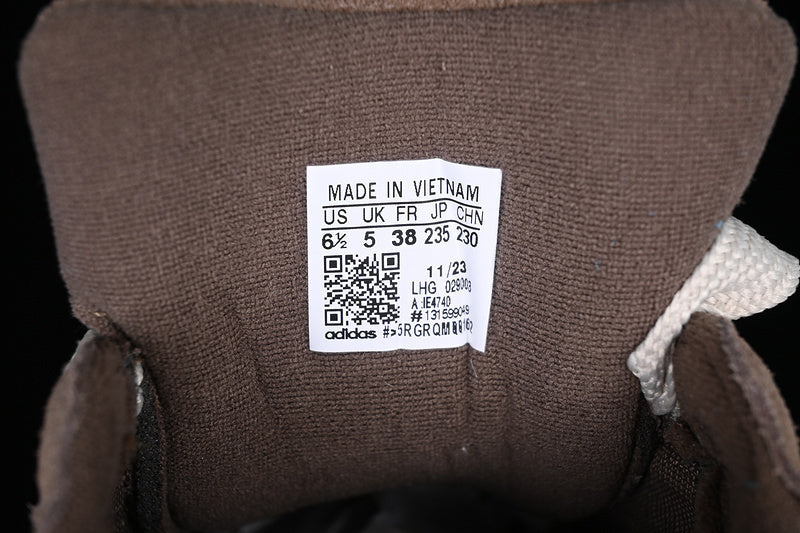 MADE IN VIETNAM
US UK FR JP CHN
6½ 5 38 235 230
11/23
LHG
A:IE4740
adidas